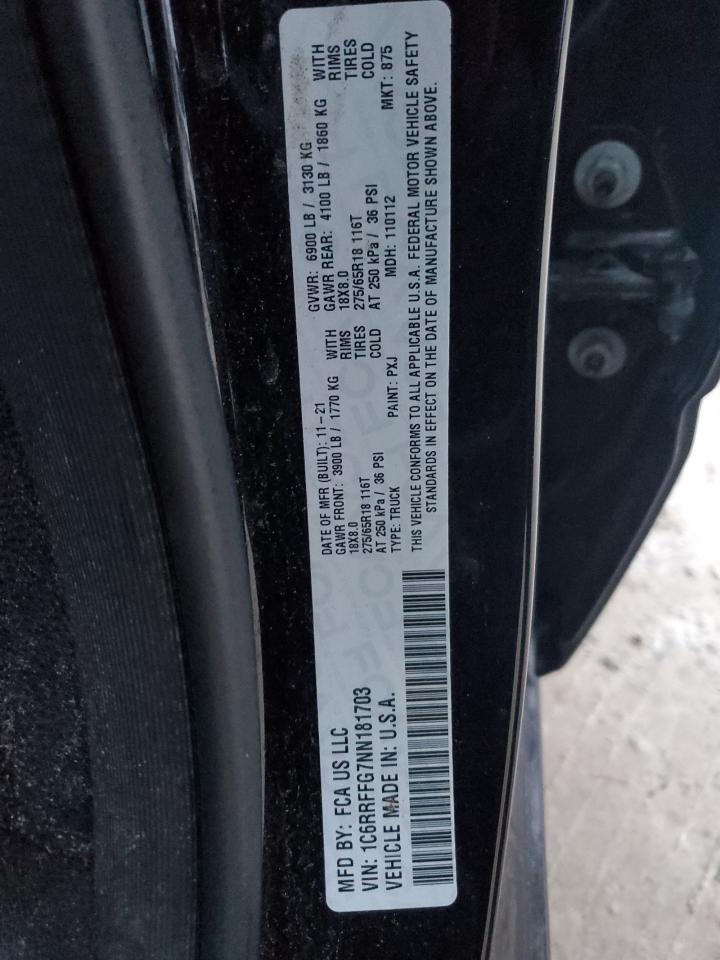 MFD BY: FCA US LLC
VIN: 1C6RRFFG7NN181703
VEHICLE MADE IN: U.S.A.
DATE OF MFR (BUILT): 11-21
GVWR: 6900 LB / 3130 KG
GAWR FRONT: 3900 LB / 1770 KG WITH
GAWR REAR: 4100 LB / 1860 KG WITH
18X8.0 RIMS
18X8.0 RIMS
275/65R18 116T TIRES
275/65R18 116T TIRES
AT 250 kPa / 36 PSI COLD
AT 250 kPa / 36 PSI COLD
TYPE: TRUCK PAINT: PXJ MDH: 110112 MKT: 875
THIS VEHICLE CONFORMS TO ALL APPLICABLE U.S.A. FEDERAL MOTOR VEHICLE SAFETY
STANDARDS IN EFFECT ON THE DATE OF MANUFACTURE SHOWN ABOVE.